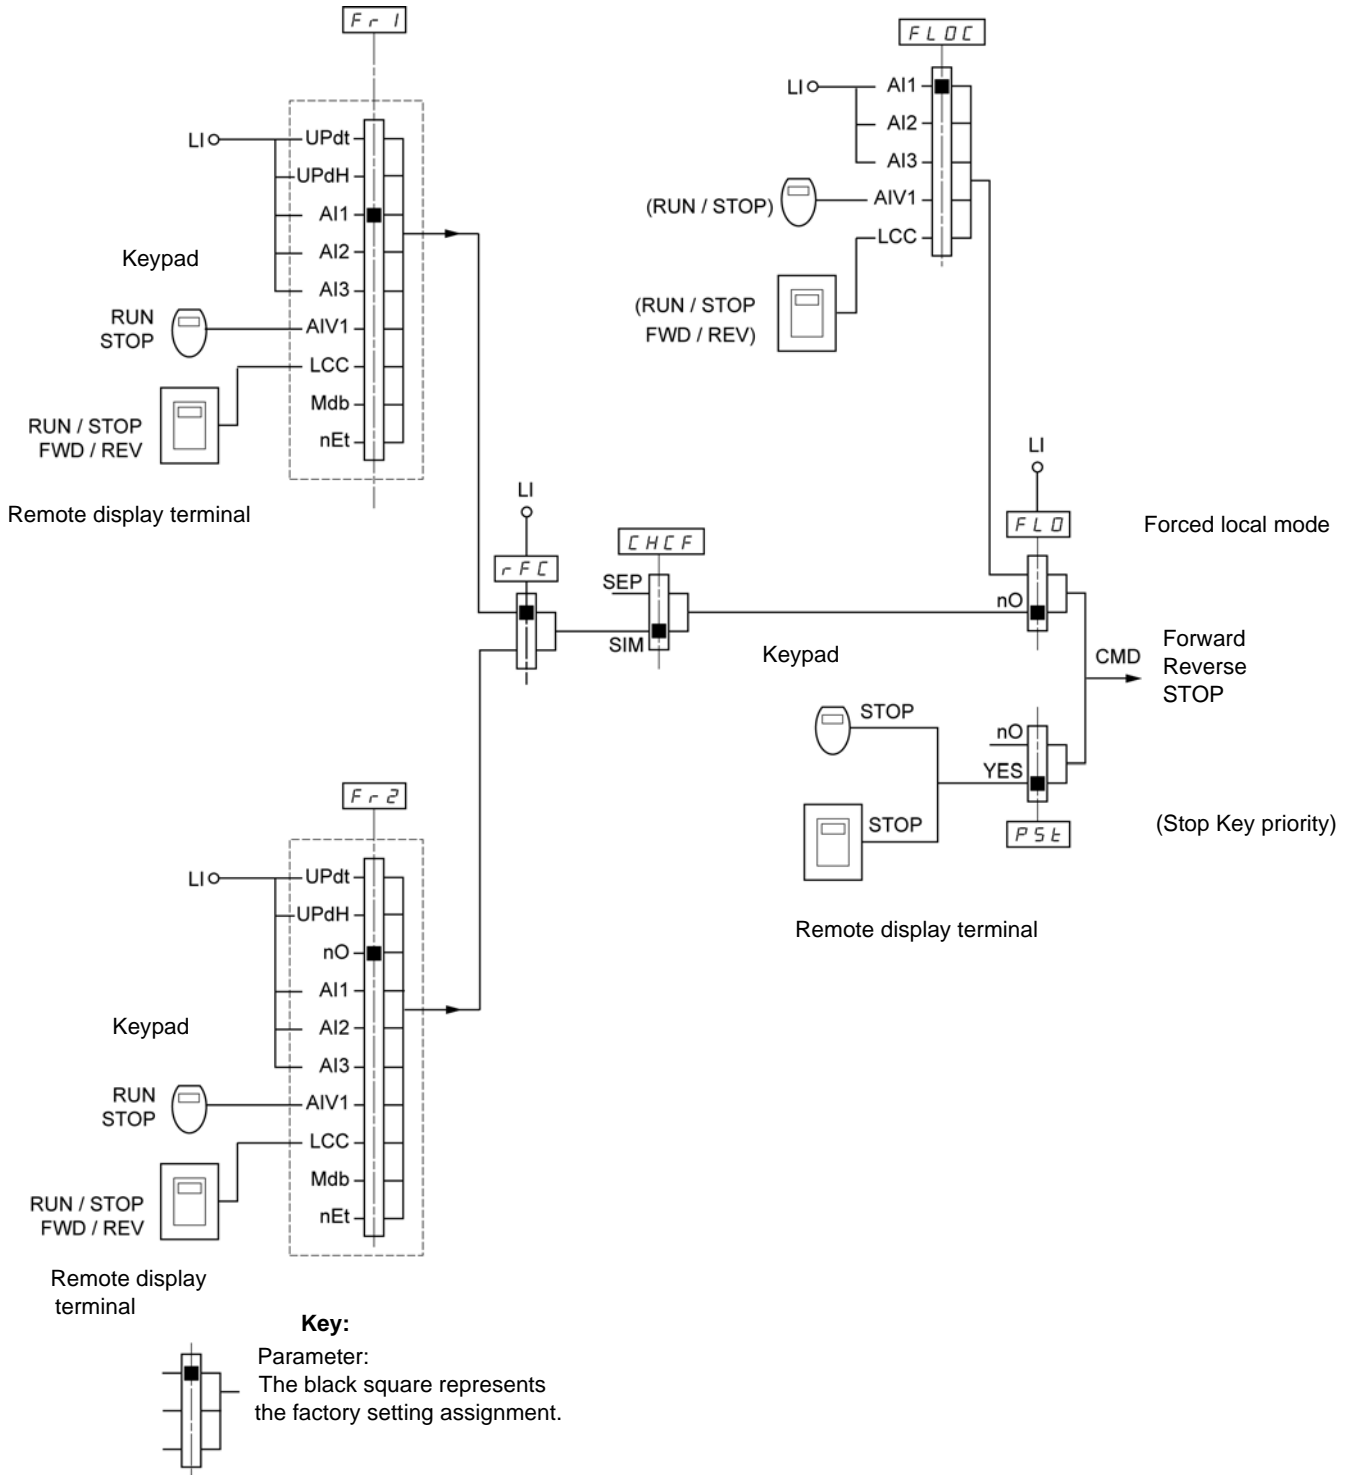 Fr1
LI
UPdt
UPdH
AI1
AI2
AI3
Keypad
RUN
STOP
AIV1
LCC
RUN / STOP
FWD / REV
Mdb
nEt
Remote display terminal
FLOC
LI
AI1
AI2
AI3
(RUN / STOP)
AIV1
LCC
(RUN / STOP
FWD / REV)
LI
rFC
CHCF
SEP
SIM
LI
FLO
Forced local mode
nO
Keypad
CMD
Forward
Reverse
STOP
STOP
nO
YES
STOP
PSt
(Stop Key priority)
Remote display terminal
Fr2
LI
UPdt
UPdH
nO
AI1
AI2
AI3
Keypad
RUN
STOP
AIV1
LCC
RUN / STOP
FWD / REV
Mdb
nEt
Remote display
terminal
Key:
Parameter:
The black square represents
the factory setting assignment.